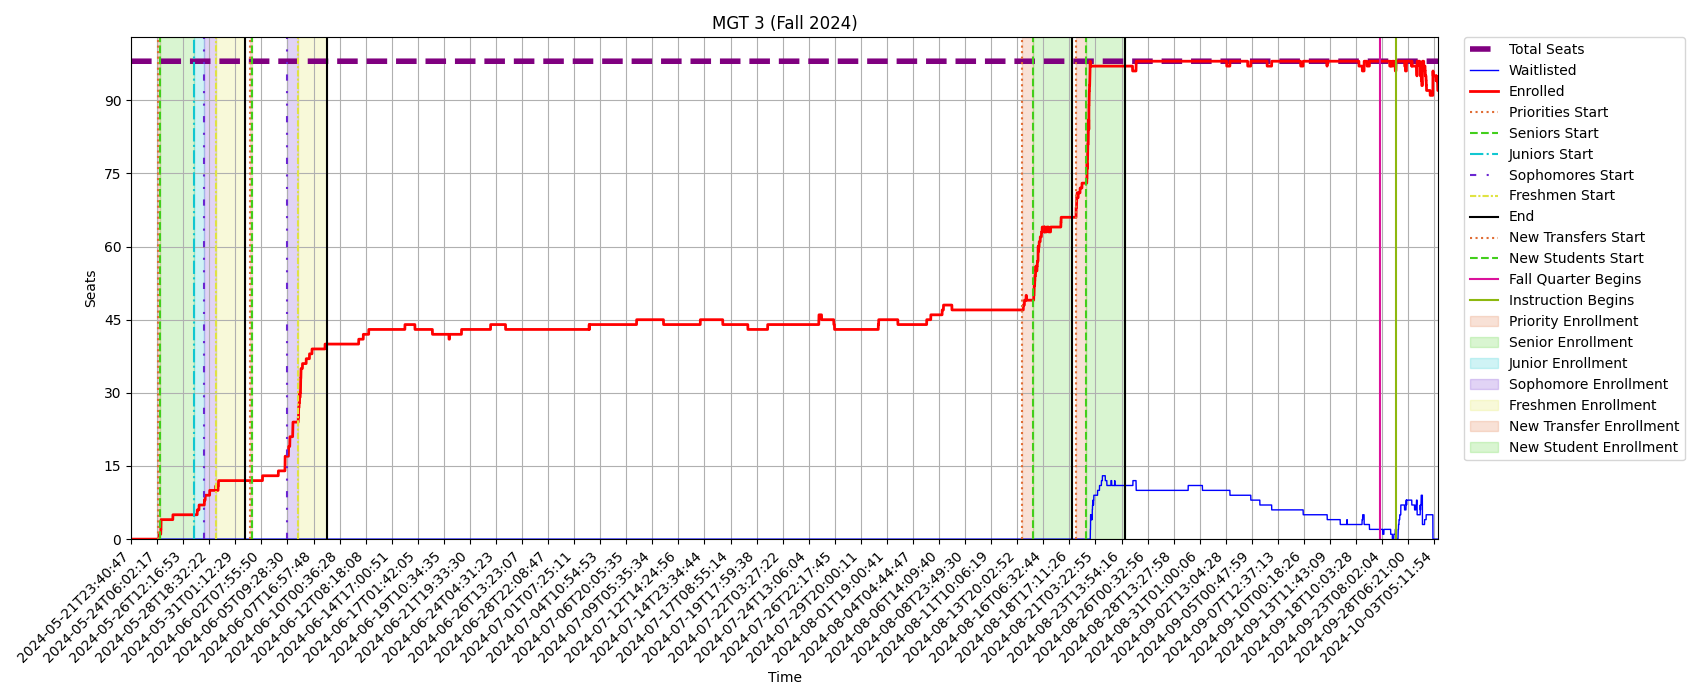 MGT 3 (Fall 2024)
Seats
90
75
60
45
30
15
0
2024-05-21T23:40:47
2024-05-24T06:02:17
2024-05-26T12:16:53
2024-05-28T18:32:22
2024-05-31T01:12:29
2024-06-02T07:55:50
2024-06-05T09:28:30
2024-06-07T16:57:48
2024-06-10T00:36:28
2024-06-12T08:18:08
2024-06-14T17:00:51
2024-06-17T01:42:05
2024-06-19T10:34:35
2024-06-21T19:33:30
2024-06-24T04:31:23
2024-06-26T13:23:07
2024-06-28T22:08:47
2024-07-01T07:25:11
2024-07-04T10:54:53
2024-07-06T20:05:35
2024-07-09T05:35:34
2024-07-12T14:24:56
2024-07-14T23:34:44
2024-07-17T08:55:14
2024-07-19T17:59:38
2024-07-22T03:27:22
2024-07-24T13:06:04
2024-07-26T22:17:45
2024-07-29T20:00:11
2024-08-01T19:00:41
2024-08-04T04:44:47
2024-08-06T14:09:40
2024-08-08T23:49:30
2024-08-11T10:06:19
2024-08-13T20:02:52
2024-08-16T06:32:44
2024-08-18T17:11:26
2024-08-21T03:22:55
2024-08-23T13:54:16
2024-08-26T00:32:56
2024-08-28T13:27:58
2024-08-31T01:00:06
2024-09-02T13:04:28
2024-09-05T00:47:59
2024-09-07T12:37:13
2024-09-10T00:18:26
2024-09-13T11:43:09
2024-09-18T10:03:28
2024-09-23T08:02:04
2024-09-28T06:21:00
2024-10-03T05:11:54
Time
Total Seats
Waitlisted
Enrolled
Priorities Start
Seniors Start
Juniors Start
Sophomores Start
Freshmen Start
End
New Transfers Start
New Students Start
Fall Quarter Begins
Instruction Begins
Priority Enrollment
Senior Enrollment
Junior Enrollment
Sophomore Enrollment
Freshmen Enrollment
New Transfer Enrollment
New Student Enrollment